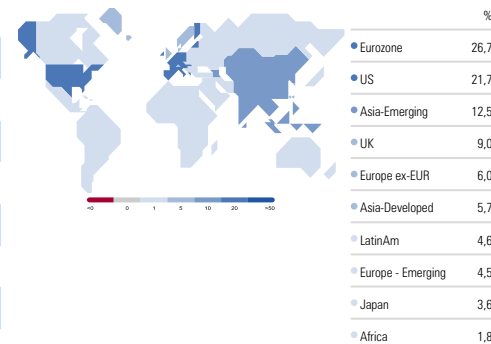 %
Eurozone 26,7
US 21,7
Asia-Emerging 12,5
UK 9,0
Europe ex-EUR 6,0
Asia-Developed 5,7
LatinAm 4,6
Europe - Emerging 4,5
Japan 3,6
Africa 1,8
<0 0 1 5 10 20 >50